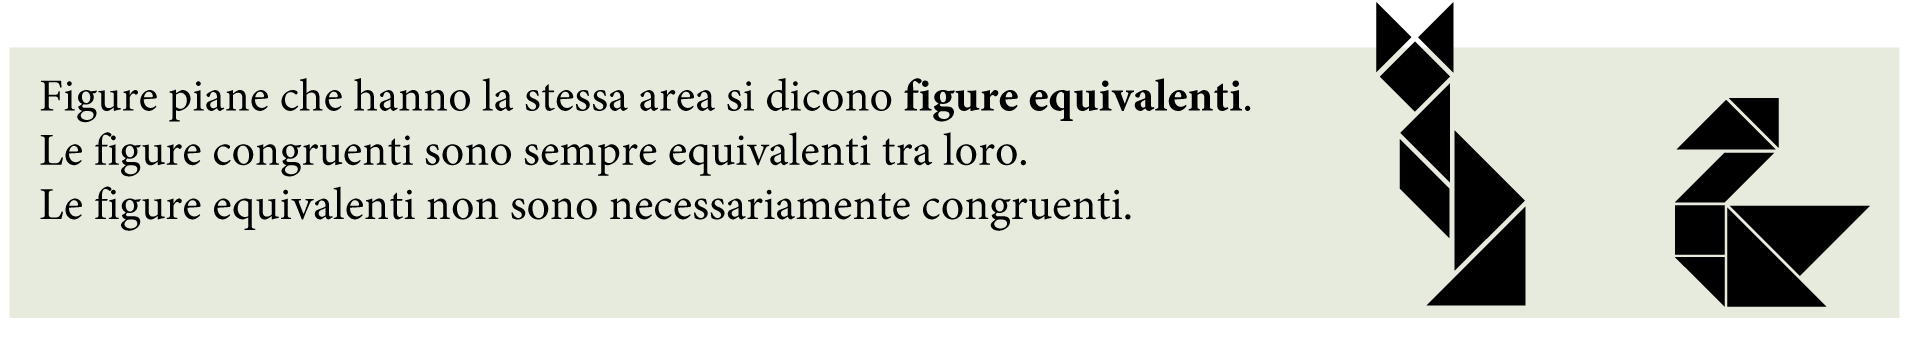 Figure piane che hanno la stessa area si dicono figure equivalenti.
Le figure congruenti sono sempre equivalenti tra loro.
Le figure equivalenti non sono necessariamente congruenti.